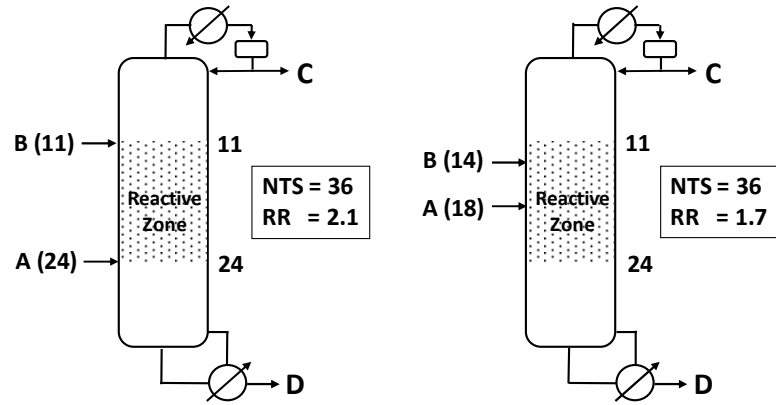 C
B (11)
11
Reactive
Zone
NTS = 36
RR = 2.1
A (24)
24
D
C
11
B (14)
Reactive
Zone
NTS = 36
RR = 1.7
A (18)
24
D